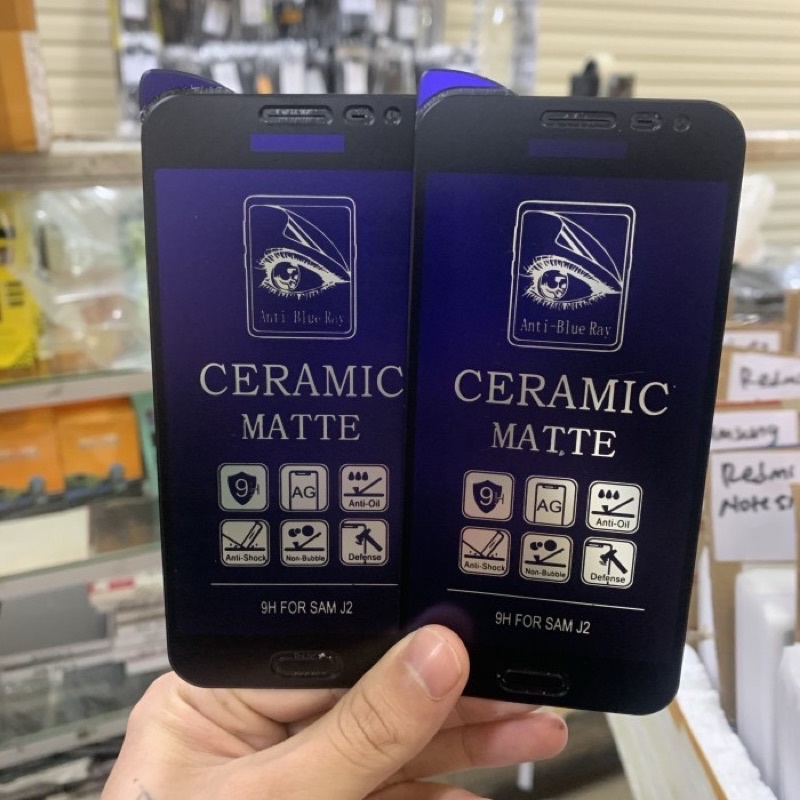 Anti-Blue Ray
CERAMIC
MATTE
9H
AG
Anti-Oil
Anti-Shock
Non-Bubble
Defense
9H FOR SAM J2
Anti-Blue Ray
CERAMIC
MATTE
9H
AG
Anti-Oil
Anti-Shock
Non-Bubble
Defense
9H FOR SAM J2
Redmi
Redmi